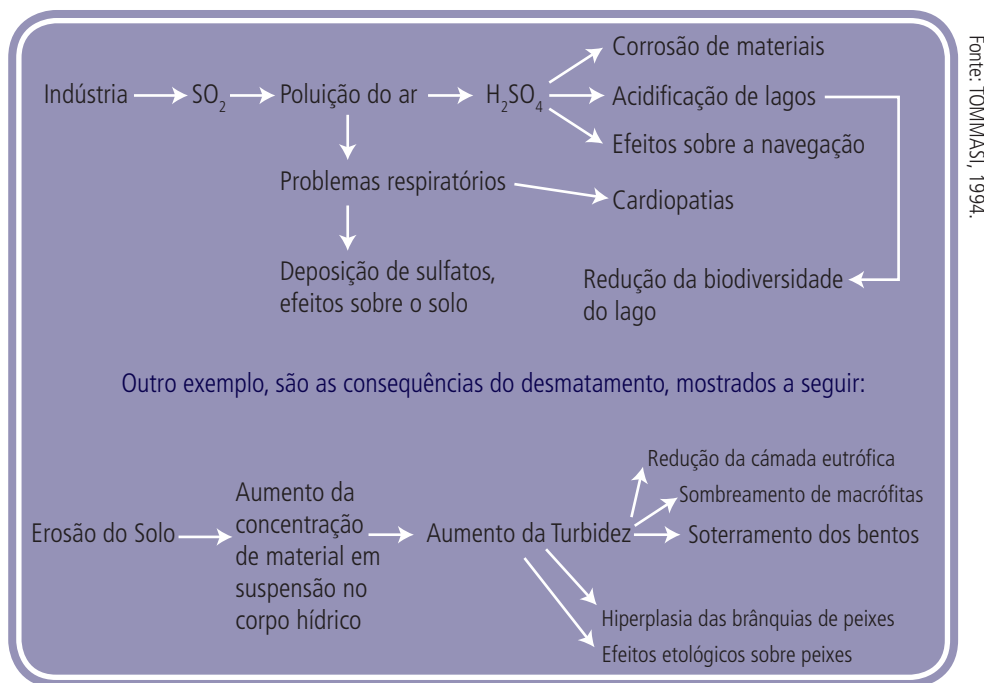 Indústria SO2 Poluição do ar H2SO4
Corrosão de materiais
Acidificação de lagos
Efeitos sobre a navegação
Problemas respiratórios
Cardiopatias
Deposição de sulfatos,
efeitos sobre o solo
Redução da biodiversidade
do lago
Outro exemplo, são as consequências do desmatamento, mostrados a seguir:
Erosão do Solo
Aumento da
concentração
de material em
suspensão no
corpo hídrico
Aumento da Turbidez
Redução da cámada eutrófica
Sombreamento de macrófitas
Soterramento dos bentos
Hiperplasia das brânquias de peixes
Efeitos etológicos sobre peixes
Fonte: TOMMASI, 1994.